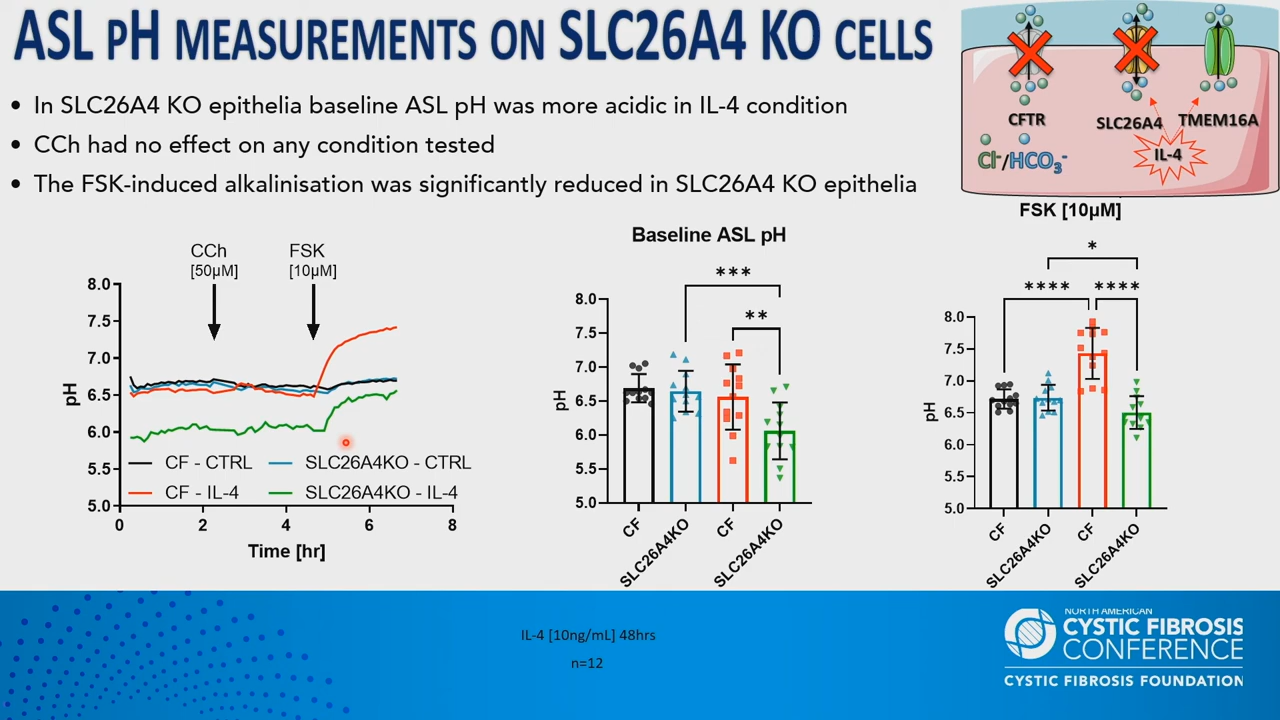 ASL pH MEASUREMENTS ON SLC26A4 KO CELLS
• In SLC26A4 KO epithelia baseline ASL pH was more acidic in IL-4 condition
• CCh had no effect on any condition tested
• The FSK-induced alkalinisation was significantly reduced in SLC26A4 KO epithelia
CFTR
SLC26A4
TMEM16A
Cl⁻/HCO₃⁻
IL-4
CCh
[50µM]
FSK
[10µM]
8.0
7.5
7.0
6.5
6.0
5.5
5.0
pH
CF - CTRL
SLC26A4KO - CTRL
CF - IL-4
SLC26A4KO - IL-4
0
2
4
6
8
Time [hr]
Baseline ASL pH
***
**
8.0
7.0
6.5
6.0
5.5
5.0
pH
CF
SLC26A4KO
CF
SLC26A4KO
FSK [10µM]
*
****
****
8.0
7.5
7.0
6.5
6.0
5.5
5.0
pH
CF
SLC26A4KO
CF
SLC26A4KO
IL-4 [10ng/mL] 48hrs
n=12
NORTH AMERICAN
CYSTIC FIBROSIS
CONFERENCE
CYSTIC FIBROSIS FOUNDATION